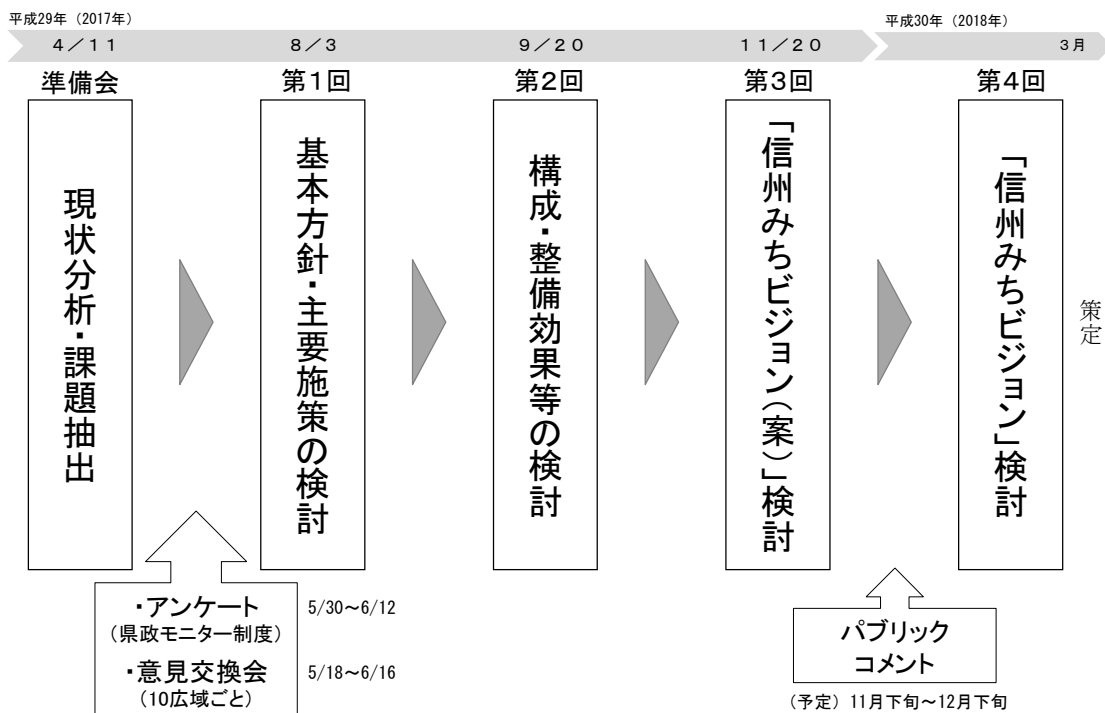 平成29年（2017年）
平成30年（2018年）
４／１１
８／３
９／２０
１１／２０
３月
準備会
第１回
第２回
第３回
第４回
現状分析・課題抽出
基本方針・主要施策の検討
構成・整備効果等の検討
「信州みちビジョン（案）」検討
「信州みちビジョン」検討
策定
・アンケート
（県政モニター制度）
5/30～6/12
・意見交換会
（10広域ごと）
5/18～6/16
パブリック
コメント
（予定）11月下旬～12月下旬